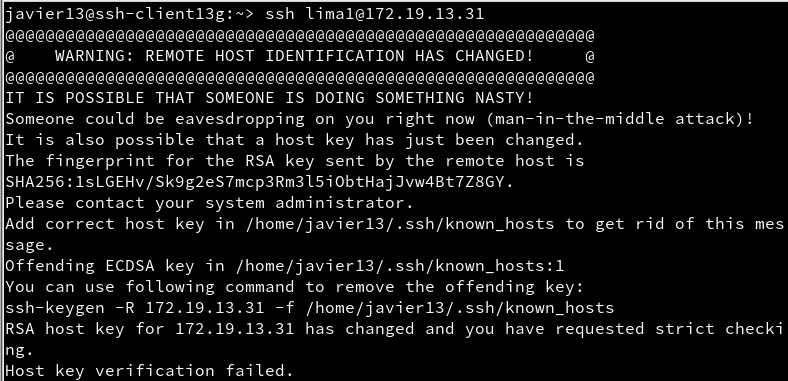 javier13@ssh-client13g:~> ssh lima1@172.19.13.31
@@@@@@@@@@@@@@@@@@@@@@@@@@@@@@@@@@@@@@@@@@@@@@@@@@@@@@@@@@@
@    WARNING: REMOTE HOST IDENTIFICATION HAS CHANGED!     @
@@@@@@@@@@@@@@@@@@@@@@@@@@@@@@@@@@@@@@@@@@@@@@@@@@@@@@@@@@@
IT IS POSSIBLE THAT SOMEONE IS DOING SOMETHING NASTY!
Someone could be eavesdropping on you right now (man-in-the-middle attack)!
It is also possible that a host key has just been changed.
The fingerprint for the RSA key sent by the remote host is
SHA256:1sLGEHv/Sk9g2eS7mcp3Rm3l5iObtHajJvw4Bt7Z8GY.
Please contact your system administrator.
Add correct host key in /home/javier13/.ssh/known_hosts to get rid of this mes
sage.
Offending ECDSA key in /home/javier13/.ssh/known_hosts:1
You can use following command to remove the offending key:
ssh-keygen -R 172.19.13.31 -f /home/javier13/.ssh/known_hosts
RSA host key for 172.19.13.31 has changed and you have requested strict checki
ng.
Host key verification failed.